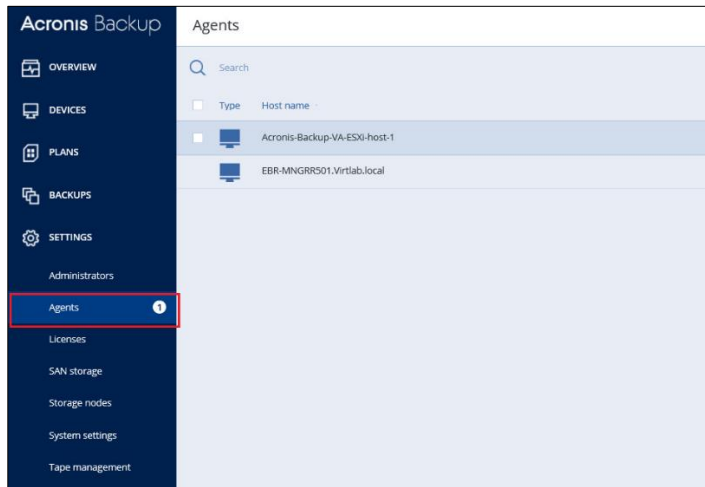 Acronis Backup
Agents
OVERVIEW
Search
DEVICES
Type Host name
Acronis-Backup-VA-ESXi-host-1
PLANS
EBR-MNGRR501.Virtlab.local
BACKUPS
SETTINGS
Administrators
Agents 1
Licenses
SAN storage
Storage nodes
System settings
Tape management